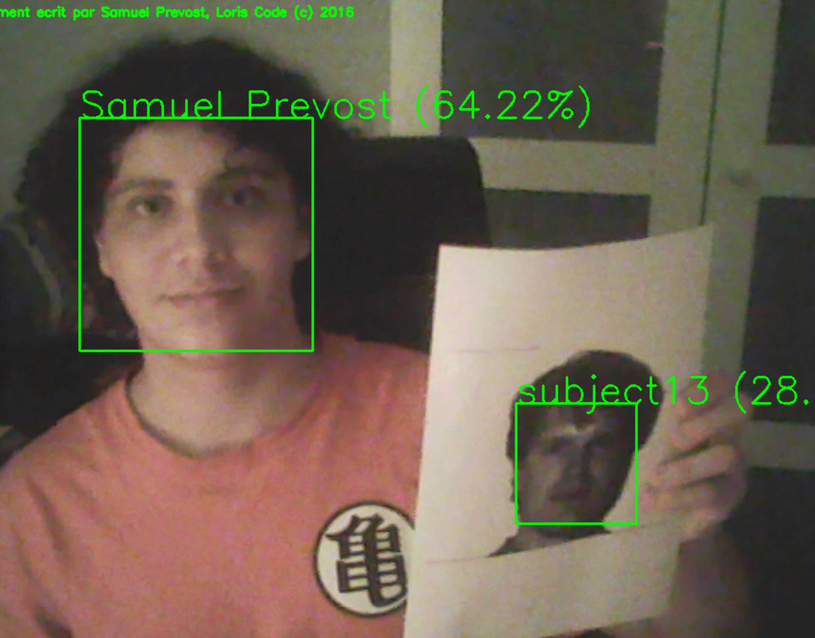 ment ecrit par Samuel Prevost, Loris Code (c) 2016
Samuel Prevost (64.22%)
subject13 (28.
亀